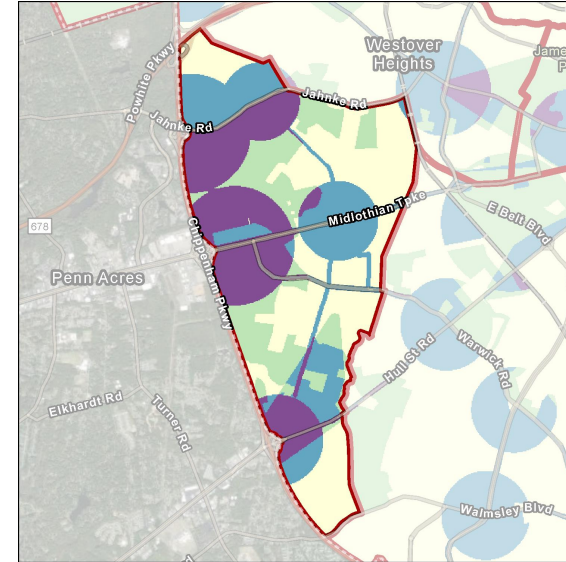 Westover
Heights
Powhite Pkwy
Jahnke Rd
Jahnke Rd
Midlothian Tpke
E Belt Blvd
678
Chippenham Pkwy
Penn Acres
Hull St Rd
Warwick Rd
Elkhardt Rd
Turner Rd
Walmsley Blvd